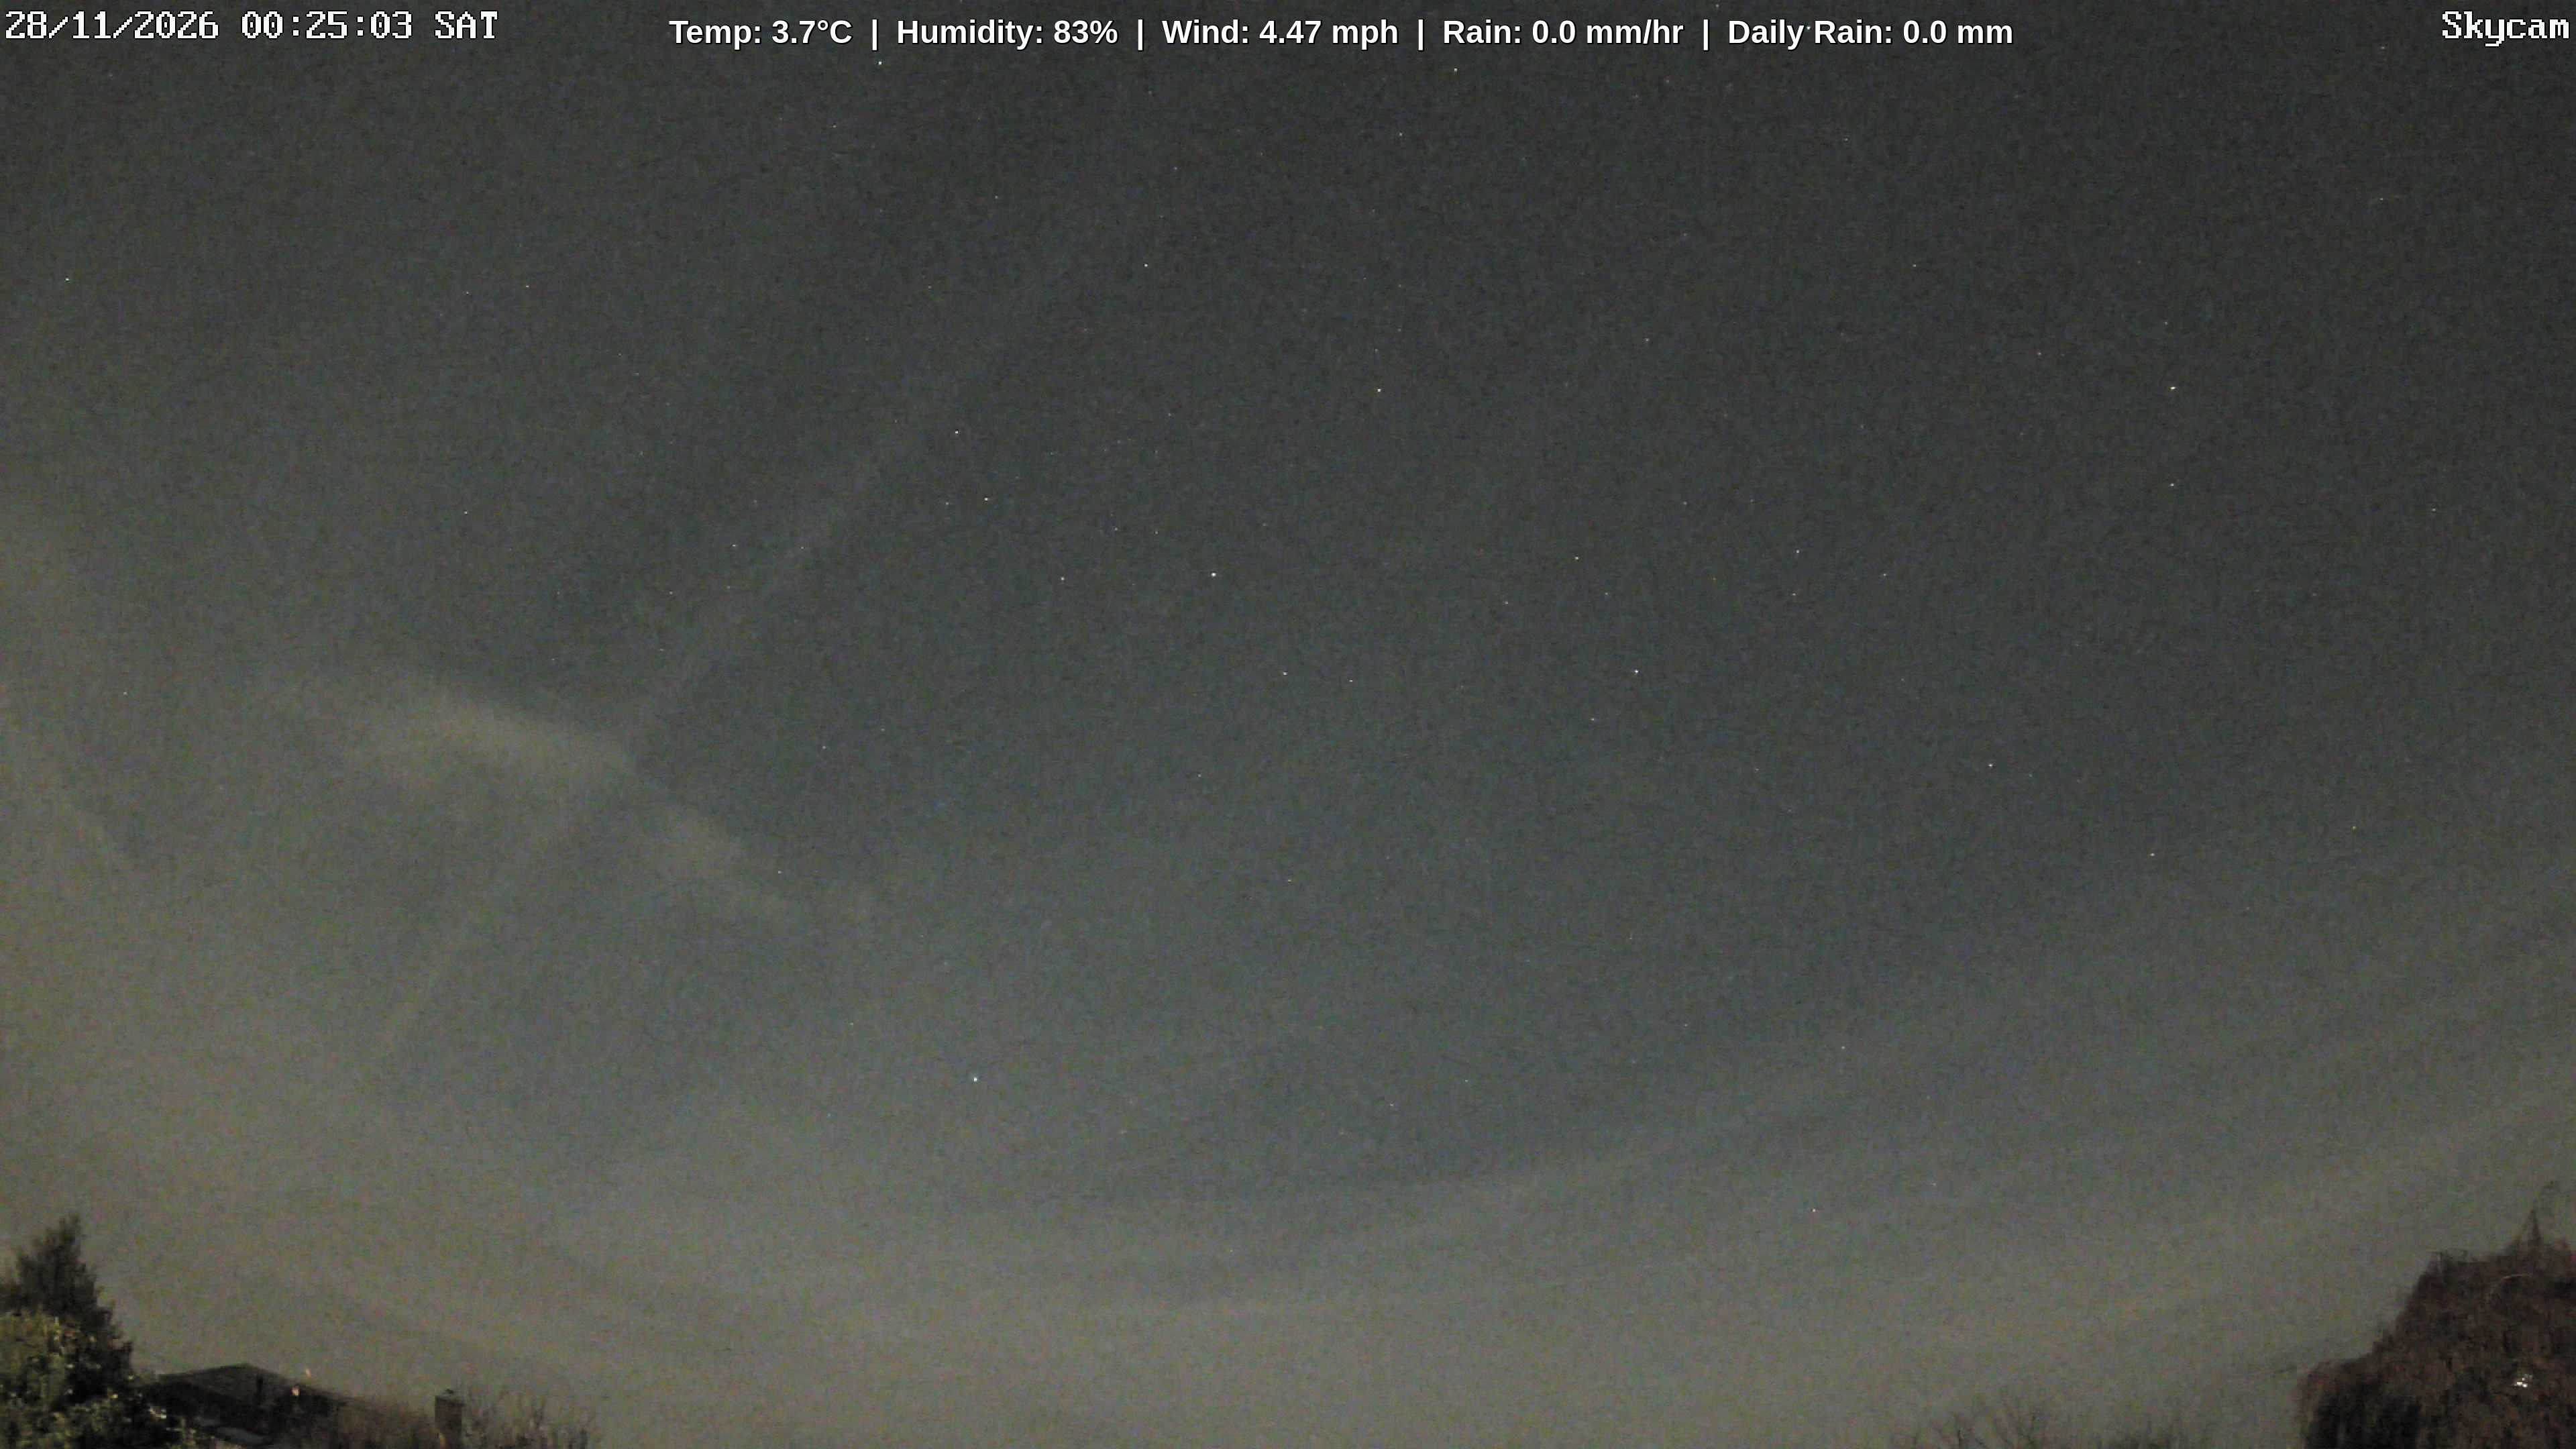 28/11/2026 00:25:03 SAT
Temp: 3.7°C | Humidity: 83% | Wind: 4.47 mph | Rain: 0.0 mm/hr | Daily Rain: 0.0 mm
Skycam